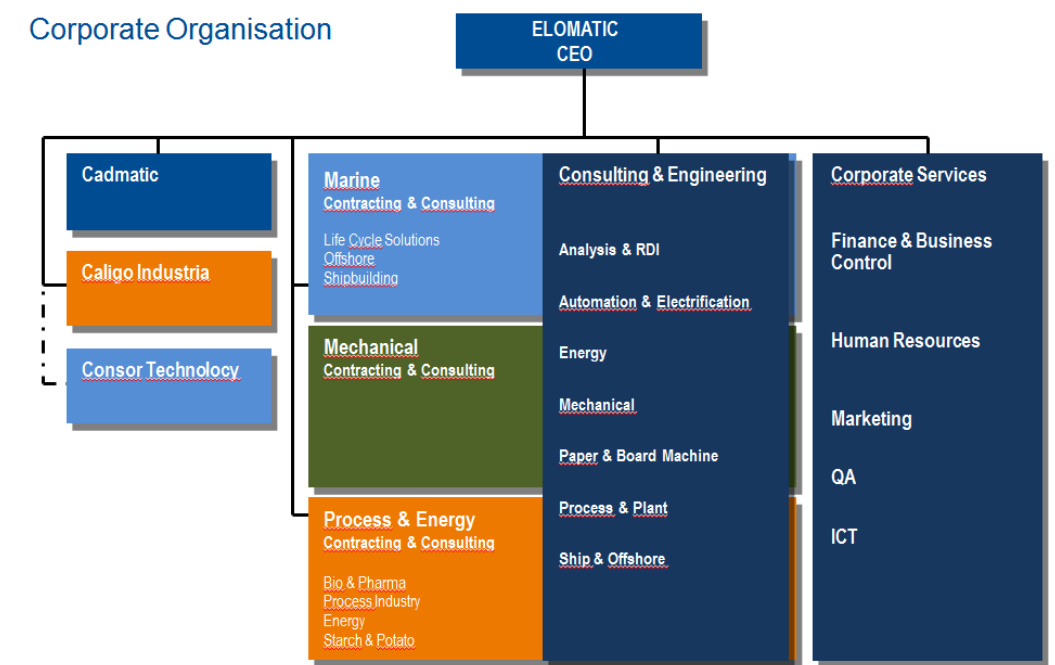 Corporate Organisation
ELOMATIC
CEO
Cadmatic
Caligo Industria
Consor Technolocy
Marine
Contracting & Consulting
Life Cycle Solutions
Offshore
Shipbuilding
Mechanical
Contracting & Consulting
Process & Energy
Contracting & Consulting
Bio & Pharma
Process Industry
Energy
Starch & Potato
Consulting & Engineering
Analysis & RDI
Automation & Electrification
Energy
Mechanical
Paper & Board Machine
Process & Plant
Ship & Offshore
Corporate Services
Finance & Business
Control
Human Resources
Marketing
QA
ICT